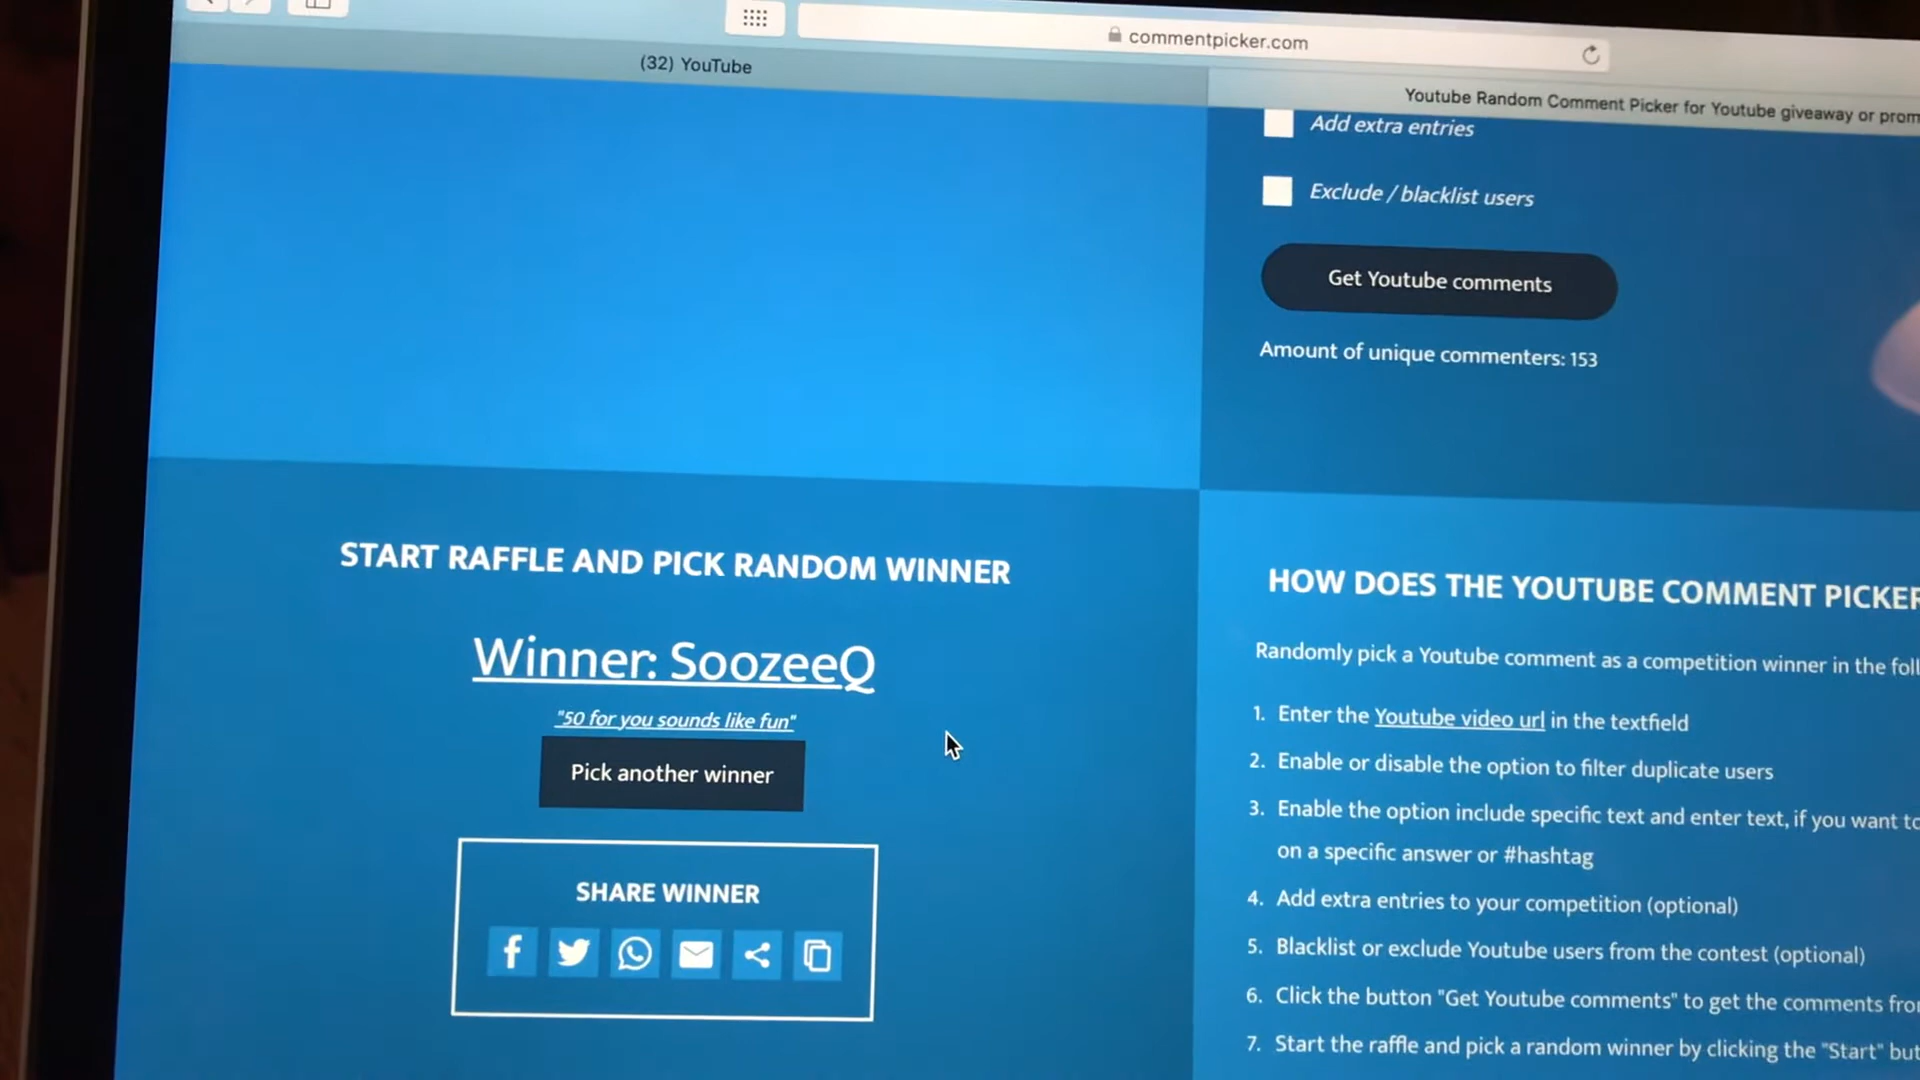 commentpicker.com
(32) YouTube
Youtube Random Comment Picker for Youtube giveaway or prom
Add extra entries
Exclude / blacklist users
Get Youtube comments
Amount of unique commenters: 153
START RAFFLE AND PICK RANDOM WINNER
Winner: SoozeeQ
"50 for you sounds like fun"
Pick another winner
SHARE WINNER
HOW DOES THE YOUTUBE COMMENT PICKER
Randomly pick a Youtube comment as a competition winner in the foll
1. Enter the Youtube video url in the textfield
2. Enable or disable the option to filter duplicate users
3. Enable the option include specific text and enter text, if you want to
on a specific answer or #hashtag
4. Add extra entries to your competition (optional)
5. Blacklist or exclude Youtube users from the contest (optional)
6. Click the button "Get Youtube comments" to get the comments from
7. Start the raffle and pick a random winner by clicking the "Start" but